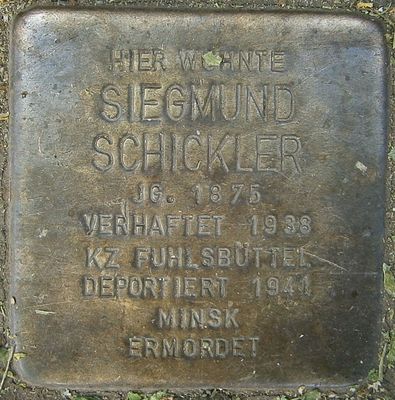 HIER WOHNTE
SIEGMUND
SCHICKLER
JG. 1875
VERHAFTET 1938
KZ FUHLSBÜTTEL
DEPORTIERT 1941
MINSK
ERMORDET